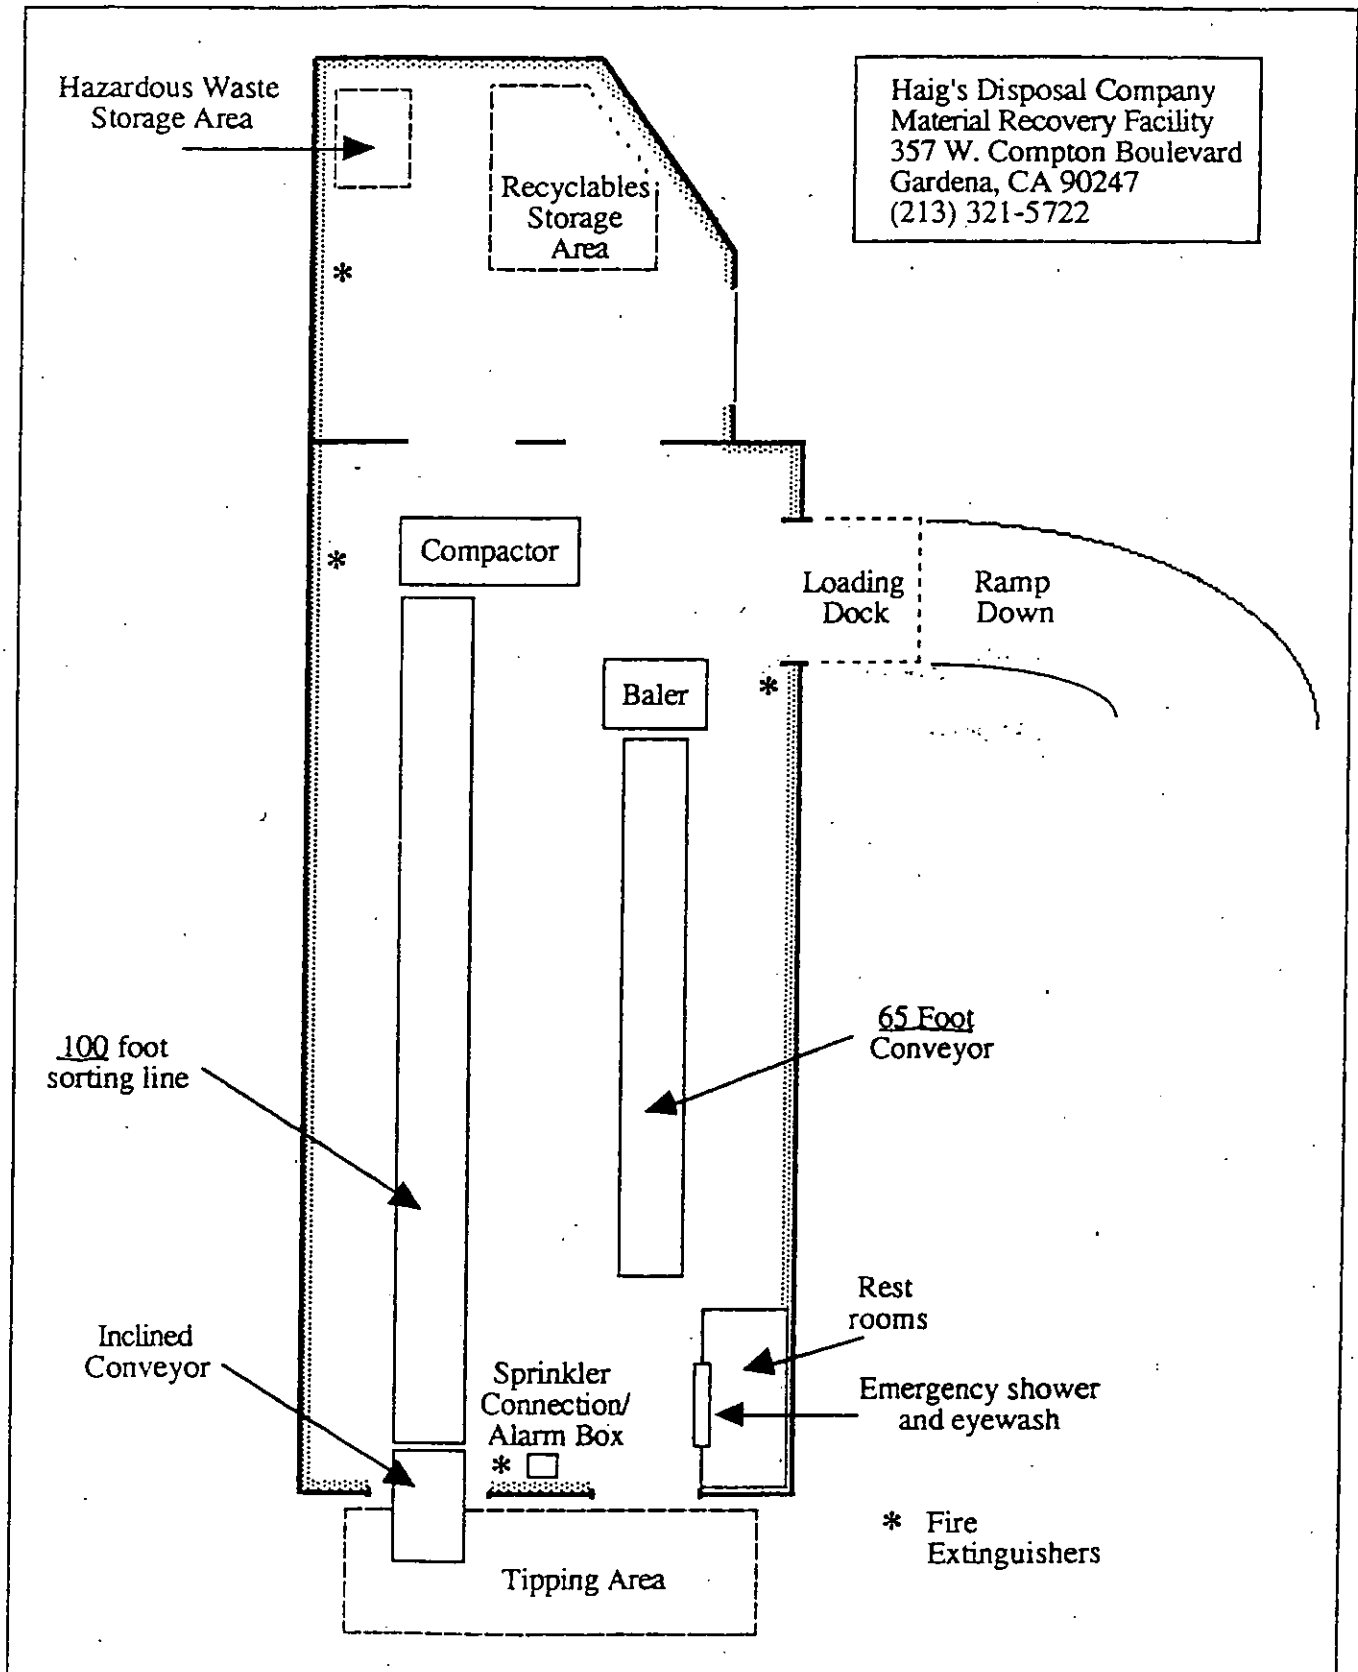 Hazardous Waste
Storage Area
Haig's Disposal Company
Material Recovery Facility
357 W. Compton Boulevard
Gardena, CA 90247
(213) 321-5722
Recyclables
Storage
Area
*
Compactor
*
Loading
Dock
Ramp
Down
Baler
*
65 Foot
Conveyor
100 foot
sorting line
Rest
rooms
Inclined
Conveyor
Sprinkler
Connection/
Alarm Box
*
Emergency shower
and eyewash
* Fire
Extinguishers
Tipping Area